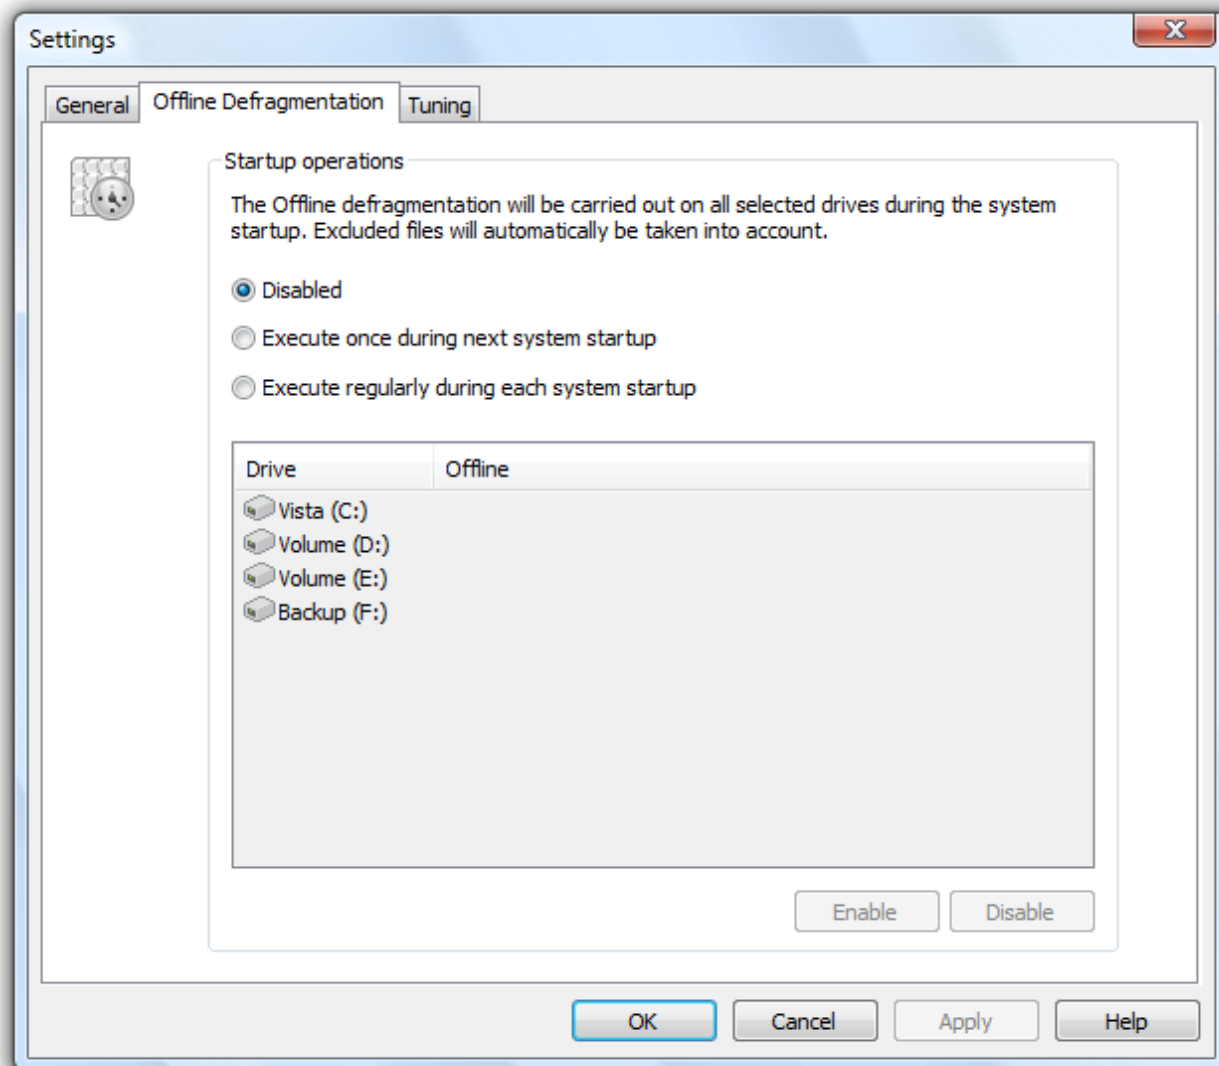 Settings
General
Offline Defragmentation
Tuning
Startup operations
The Offline defragmentation will be carried out on all selected drives during the system
startup. Excluded files will automatically be taken into account.
Disabled
Execute once during next system startup
Execute regularly during each system startup
Drive
Offline
Vista (C:)
Volume (D:)
Volume (E:)
Backup (F:)
Enable
Disable
OK
Cancel
Apply
Help